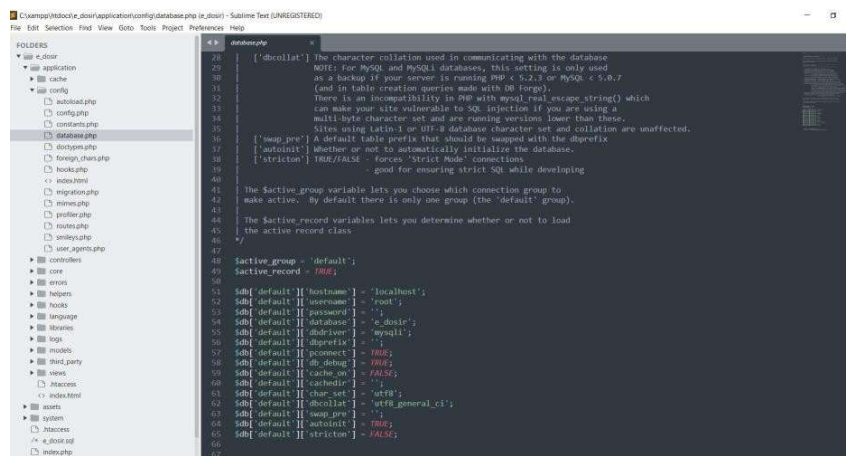 C:\xampp\htdocs\e_dosir\application\config\database.php (e_dosir) - Sublime Text (UNREGISTERED)
File Edit Selection Find View Goto Tools Project Preferences Help
FOLDERS
e_dosir
application
cache
config
autoload.php
config.php
constants.php
database.php
doctypes.php
foreign_chars.php
hooks.php
index.html
migration.php
mimes.php
profiler.php
routes.php
smileys.php
user_agents.php
controllers
core
errors
helpers
hooks
language
libraries
logs
models
third_party
views
.htaccess
index.html
assets
system
.htaccess
e_dosir.sql
index.php
database.php
28 | ['dbcollat'] The character collation used in communicating with the database
29 | NOTE: For MySQL and MySQLi databases, this setting is only used
30 | as a backup if your server is running PHP < 5.2.3 or MySQL < 5.0.7
31 | (and in table creation queries made with DB Forge).
32 | There is an incompatibility in PHP with mysql_real_escape_string() which
33 | can make your site vulnerable to SQL injection if you are using a
34 | multi-byte character set and are running versions lower than these.
35 | Sites using Latin-1 or UTF-8 database character set and collation are unaffected.
36 | ['swap_pre'] A default table prefix that should be swapped with the dbprefix
37 | ['autoinit'] Whether or not to automatically initialize the database.
38 | ['stricton'] TRUE/FALSE - forces 'Strict Mode' connections
39 | - good for ensuring strict SQL while developing
40 |
41 | The $active_group variable lets you choose which connection group to
42 | make active. By default there is only one group (the 'default' group).
43 |
44 | The $active_record variables lets you determine whether or not to load
45 | the active record class
46 */
47
48 $active_group = 'default';
49 $active_record = TRUE;
50
51 $db['default']['hostname'] = 'localhost';
52 $db['default']['username'] = 'root';
53 $db['default']['password'] = '';
54 $db['default']['database'] = 'e_dosir';
55 $db['default']['dbdriver'] = 'mysqli';
56 $db['default']['dbprefix'] = '';
57 $db['default']['pconnect'] = TRUE;
58 $db['default']['db_debug'] = TRUE;
59 $db['default']['cache_on'] = FALSE;
60 $db['default']['cachedir'] = '';
61 $db['default']['char_set'] = 'utf8';
62 $db['default']['dbcollat'] = 'utf8_general_ci';
63 $db['default']['swap_pre'] = '';
64 $db['default']['autoinit'] = TRUE;
65 $db['default']['stricton'] = FALSE;
66
67